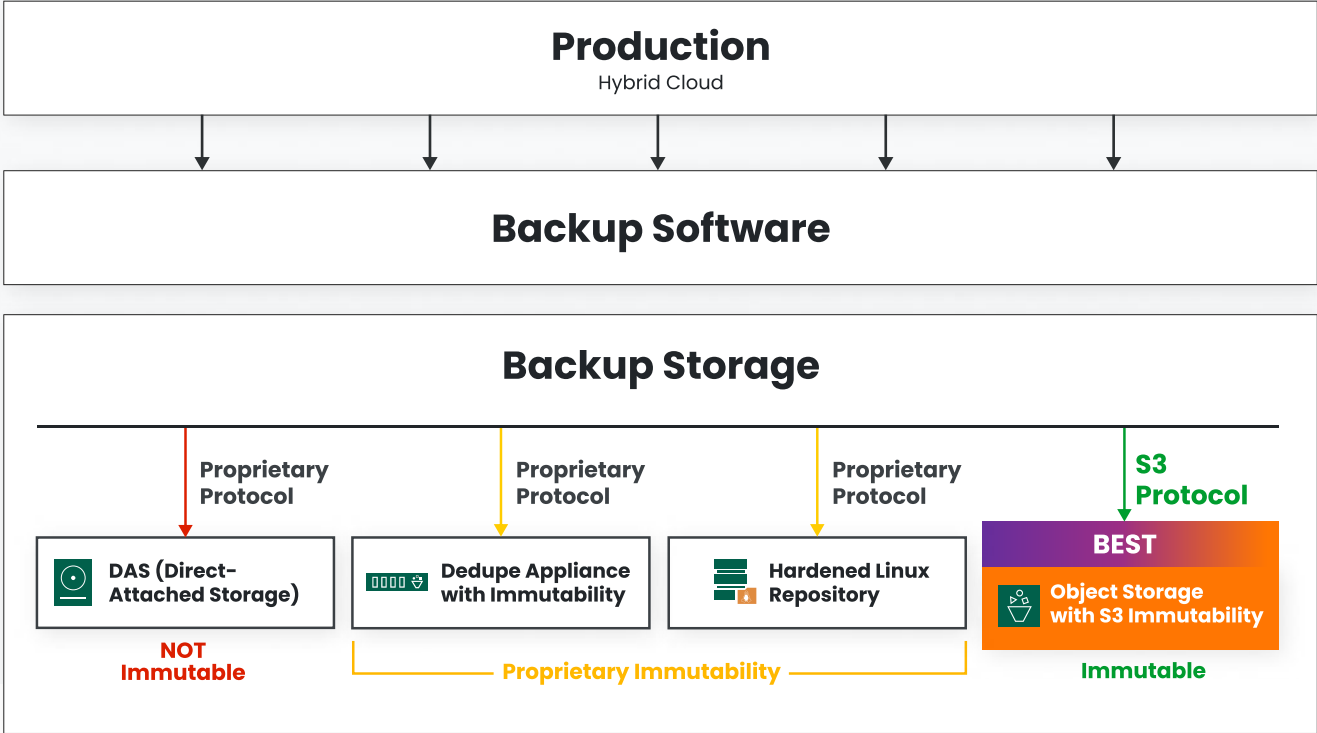 Production
Hybrid Cloud
Backup Software
Backup Storage
Proprietary
Protocol
Proprietary
Protocol
Proprietary
Protocol
S3
Protocol
DAS (Direct-
Attached Storage)
Dedupe Appliance
with Immutability
Hardened Linux
Repository
BEST
Object Storage
with S3 Immutability
NOT
Immutable
Proprietary Immutability
Immutable